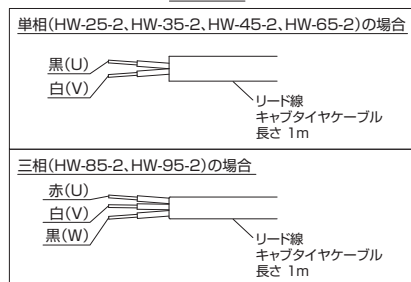 単相(HW-25-2、HW-35-2、HW-45-2、HW-65-2)の場合
黒(U)
白(V)
リード線
キャブタイヤケーブル
長さ 1m
三相(HW-85-2、HW-95-2)の場合
赤(U)
白(V)
黒(W)
リード線
キャブタイヤケーブル
長さ 1m